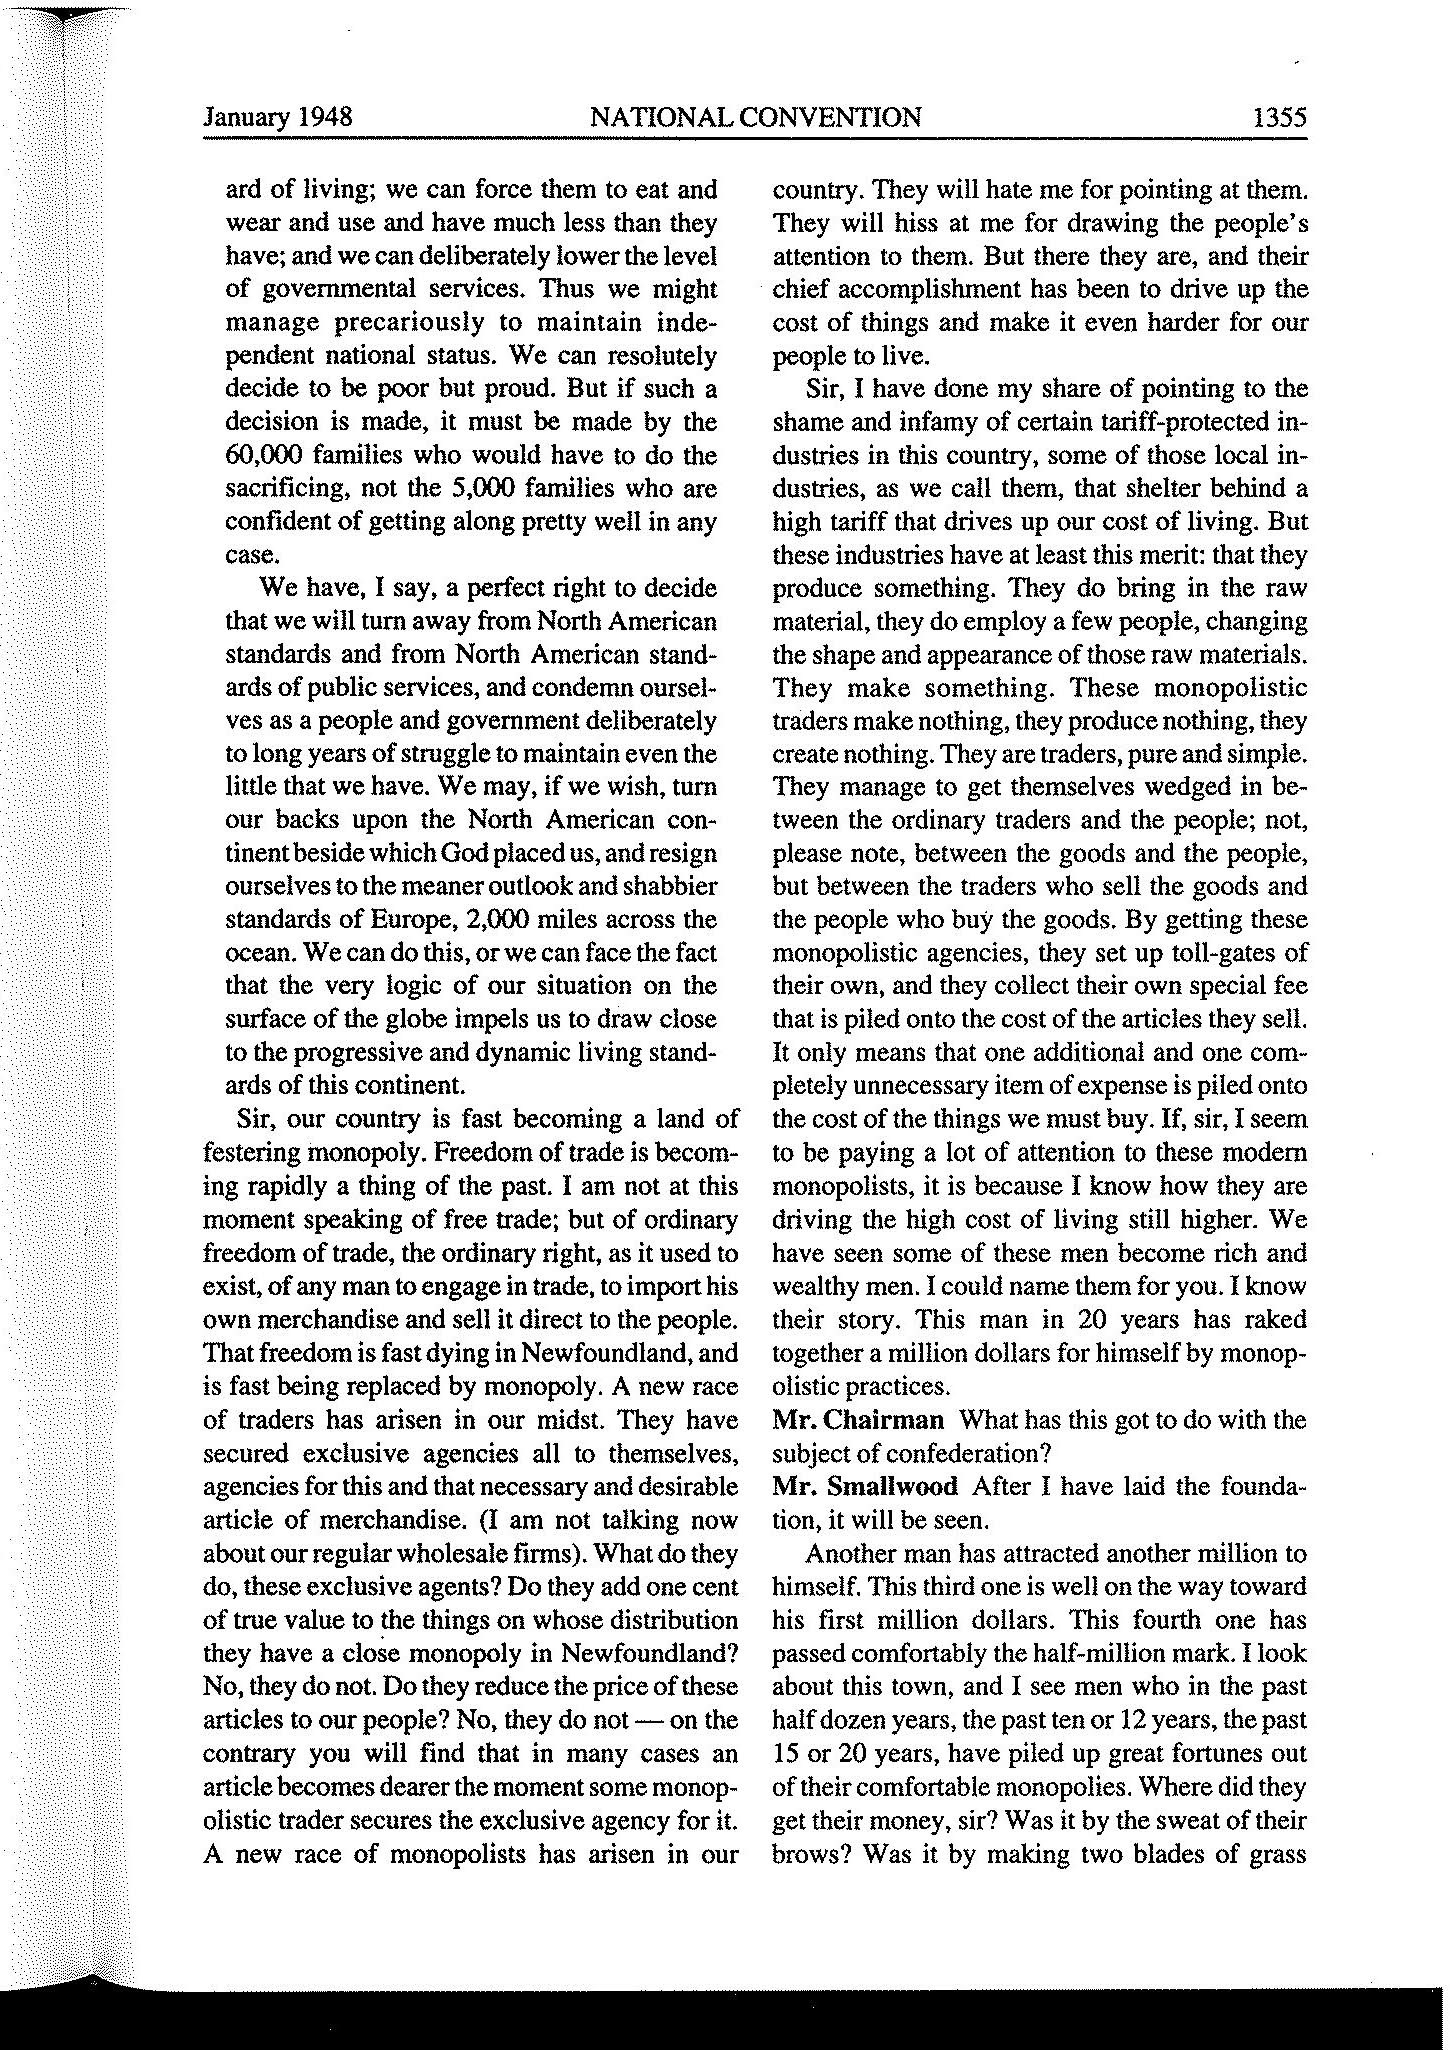 January 1948 NATIONAL CONVENTION 1355
ard of living; we can force them to eat and
wear and use and have much less than they
have; and we can deliberately lower the level
of governmental services. Thus we might
manage precariously to maintain inde-
pendent national status. We can resolutely
decide to be poor but proud. But if such a
decision is made, it must be made by the
60,000 families who would have to do the
sacrificing, not the 5,000 families who are
confident of getting along pretty well in any
case.
We have, I say, a perfect right to decide
that we will turn away from North American
standards and from North American stand-
ards of public services, and condemn oursel-
ves as a people and government deliberately
to long years of struggle to maintain even the
little that we have. We may, if we wish, turn
our backs upon the North American con-
tinent beside which God placed us, and resign
ourselves to the meaner outlook and shabbier
standards of Europe, 2,000 miles across the
ocean. We can do this, or we can face the fact
that the very logic of our situation on the
surface of the globe impels us to draw close
to the progressive and dynamic living stand-
ards of this continent.
Sir, our country is fast becoming a land of
festering monopoly. Freedom of trade is becom-
ing rapidly a thing of the past. I am not at this
moment speaking of free trade; but of ordinary
freedom of trade, the ordinary right, as it used to
exist, of any man to engage in trade, to import his
own merchandise and sell it direct to the people.
That freedom is fast dying in Newfoundland, and
is fast being replaced by monopoly. A new race
of traders has arisen in our midst. They have
secured exclusive agencies all to themselves,
agencies for this and that necessary and desirable
article of merchandise. (I am not talking now
about our regular wholesale firms). What do they
do, these exclusive agents? Do they add one cent
of true value to the things on whose distribution
they have a close monopoly in Newfoundland?
No, they do not. Do they reduce the price of these
articles to our people? No, they do not — on the
contrary you will find that in many cases an
article becomes dearer the moment some monop-
olistic trader secures the exclusive agency for it.
A new race of monopolists has arisen in our
country. They will hate me for pointing at them.
They will hiss at me for drawing the people's
attention to them. But there they are, and their
chief accomplishment has been to drive up the
cost of things and make it even harder for our
people to live.
Sir, I have done my share of pointing to the
shame and infamy of certain tariff-protected in-
dustries in this country, some of those local in-
dustries, as we call them, that shelter behind a
high tariff that drives up our cost of living. But
these industries have at least this merit: that they
produce something. They do bring in the raw
material, they do employ a few people, changing
the shape and appearance of those raw materials.
They make something. These monopolistic
traders make nothing, they produce nothing, they
create nothing. They are traders, pure and simple.
They manage to get themselves wedged in be-
tween the ordinary traders and the people; not,
please note, between the goods and the people,
but between the traders who sell the goods and
the people who buy the goods. By getting these
monopolistic agencies, they set up toll-gates of
their own, and they collect their own special fee
that is piled onto the cost of the articles they sell.
It only means that one additional and one com-
pletely unnecessary item of expense is piled onto
the cost of the things we must buy. If, sir, I seem
to be paying a lot of attention to these modern
monopolists, it is because I know how they are
driving the high cost of living still higher. We
have seen some of these men become rich and
wealthy men. I could name them for you. I know
their story. This man in 20 years has raked
together a million dollars for himself by monop-
olistic practices.
Mr. Chairman What has this got to do with the
subject of confederation?
Mr. Smallwood After I have laid the founda-
tion, it will be seen.
Another man has attracted another million to
himself. This third one is well on the way toward
his first million dollars. This fourth one has
passed comfortably the half-million mark. I look
about this town, and I see men who in the past
half dozen years, the past ten or 12 years, the past
15 or 20 years, have piled up great fortunes out
of their comfortable monopolies. Where did they
get their money, sir? Was it by the sweat of their
brows? Was it by making two blades of grass